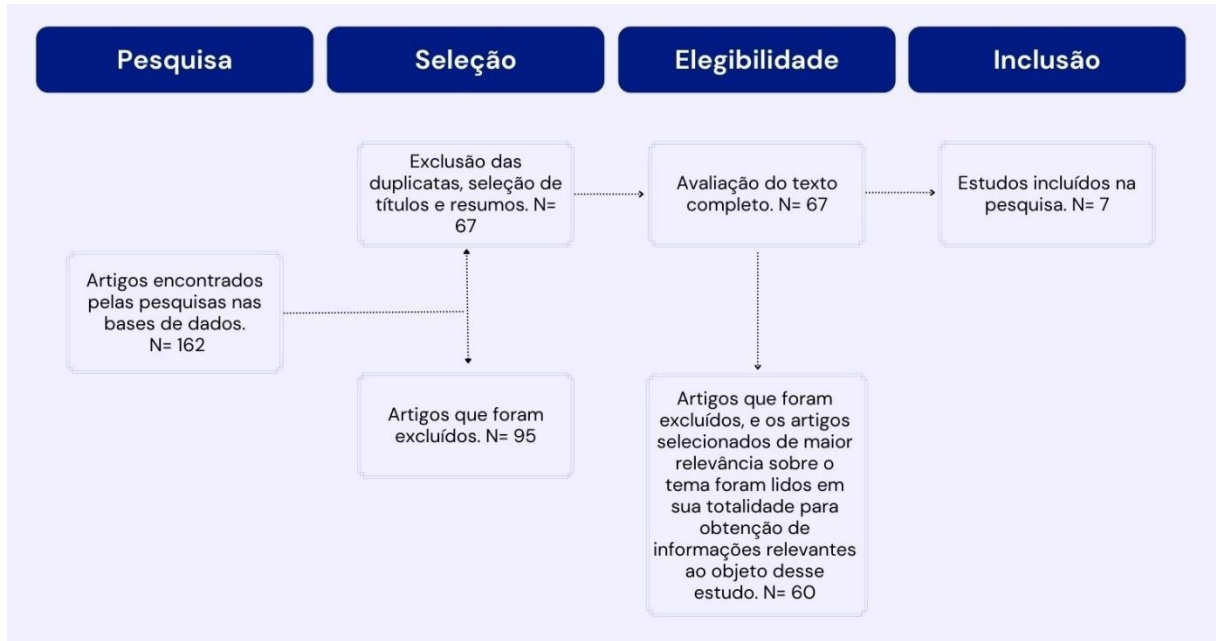 Pesquisa
Seleção
Elegibilidade
Inclusão
Artigos encontrados
pelas pesquisas nas
bases de dados.
N= 162
Exclusão das
duplicatas, seleção de
títulos e resumos. N=
67
Artigos que foram
excluídos. N= 95
Avaliação do texto
completo. N= 67
Artigos que foram
excluídos, e os artigos
selecionados de maior
relevância sobre o
tema foram lidos em
sua totalidade para
obtenção de
informações relevantes
ao objeto desse
estudo. N= 60
Estudos incluídos na
pesquisa. N= 7